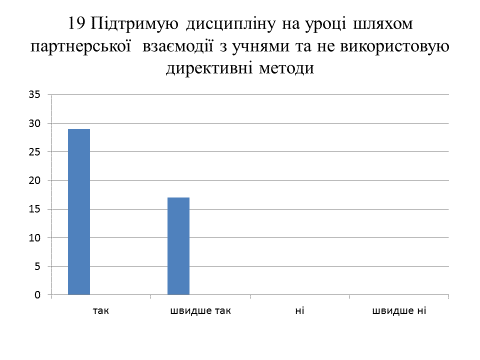 19 Підтримую дисципліну на уроці шляхом
партнерської взаємодії з учнями та не використовую
директивні методи
35
30
25
20
15
10
5
0
так швидше так ні швидше ні